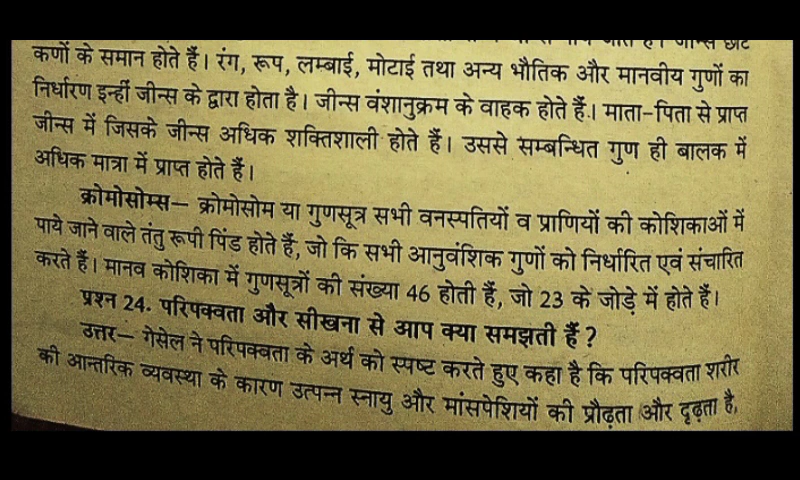 कणों के समान होते हैं। रंग, रूप, लम्बाई, मोटाई तथा अन्य भौतिक और मानवीय गुणों का
निर्धारण इन्हीं जीन्स के द्वारा होता है। जीन्स वंशानुक्रम के वाहक होते हैं। माता-पिता से प्राप्त
जीन्स में जिसके जीन्स अधिक शक्तिशाली होते हैं। उससे सम्बन्धित गुण ही बालक में
अधिक मात्रा में प्राप्त होते हैं।
क्रोमोसोम्स— क्रोमोसोम या गुणसूत्र सभी वनस्पतियों व प्राणियों की कोशिकाओं में
पाये जाने वाले तंतु रूपी पिंड होते हैं, जो कि सभी आनुवंशिक गुणों को निर्धारित एवं संचारित
करते हैं। मानव कोशिका में गुणसूत्रों की संख्या 46 होती हैं, जो 23 के जोड़े में होते हैं।
प्रश्न 24. परिपक्वता और सीखना से आप क्या समझती हैं ?
उत्तर— गेसेल ने परिपक्वता के अर्थ को स्पष्ट करते हुए कहा है कि परिपक्वता शरीर
की आन्तरिक व्यवस्था के कारण उत्पन्न स्नायु और मांसपेशियों की प्रौढ़ता और दृढ़ता है,